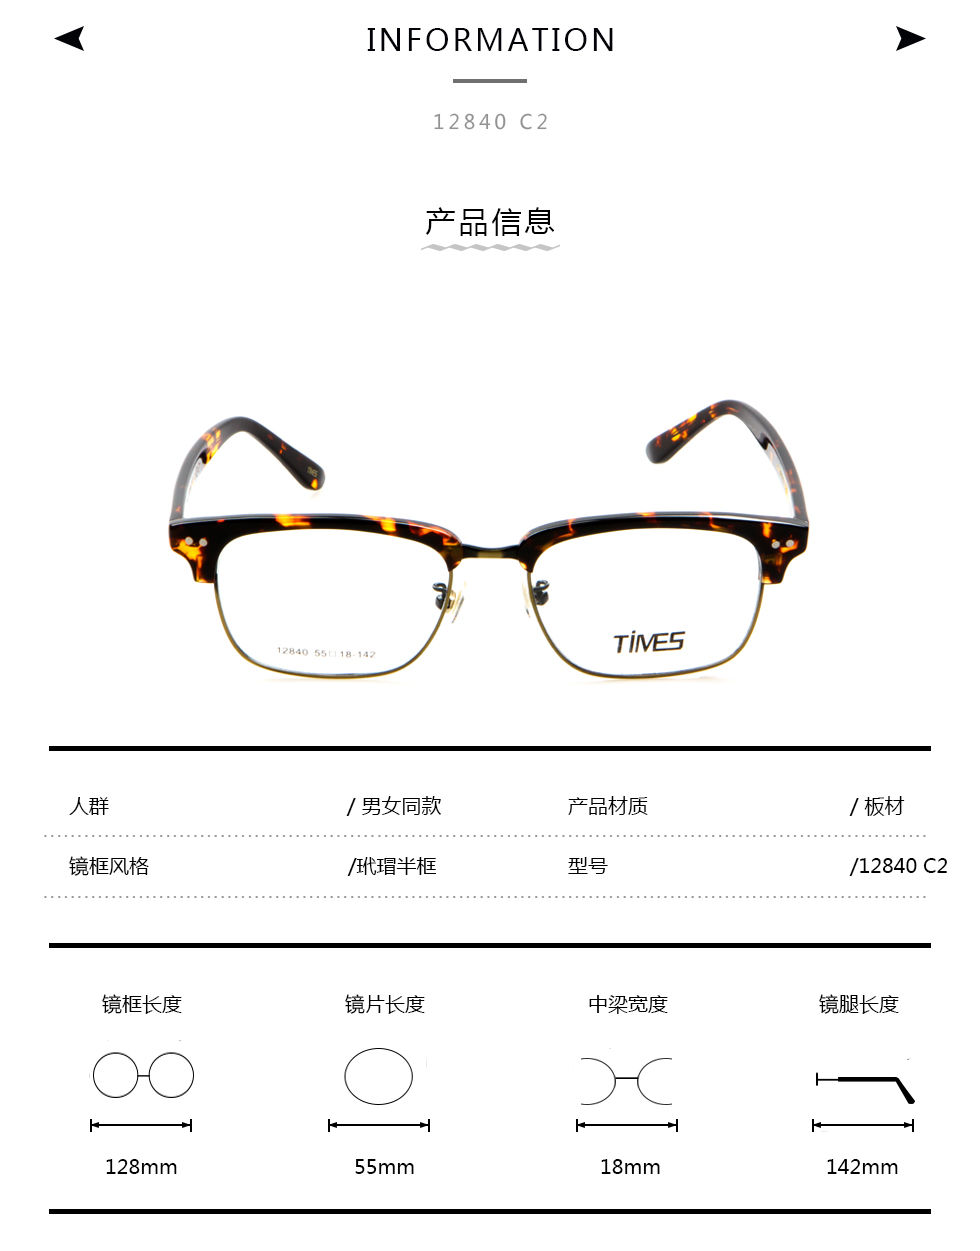 INFORMATION
12840 C2
产品信息
12840 55□18-142
TiMES
人群 / 男女同款 产品材质 / 板材
镜框风格 /玳瑁半框 型号 /12840 C2
镜框长度 镜片长度 中梁宽度 镜腿长度
128mm 55mm 18mm 142mm